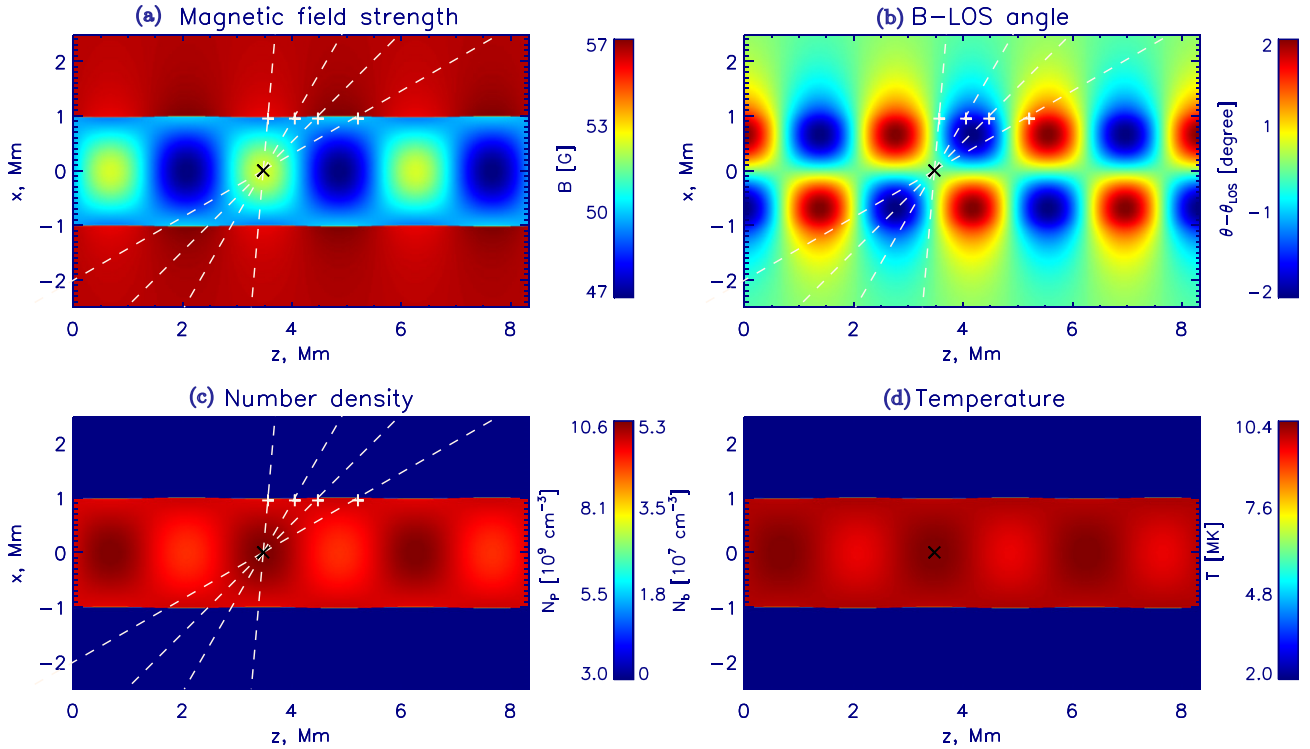 (a) Magnetic field strength
2
1
0
−1
−2
x, Mm
0 2 4 6 8
z, Mm
57
53
50
47
B [G]
(b) B−LOS angle
2
1
0
−1
−2
x, Mm
0 2 4 6 8
z, Mm
2
1
−1
−2
θ−θLOS [degree]
(c) Number density
2
1
0
−1
−2
x, Mm
0 2 4 6 8
z, Mm
10.6 5.3
8.1 3.5
5.5 1.8
3.0 0
Np [10⁹ cm⁻³]
Nb [10⁷ cm⁻³]
(d) Temperature
2
1
0
−1
−2
0 2 4 6 8
z, Mm
10.4
7.6
4.8
2.0
T [MK]